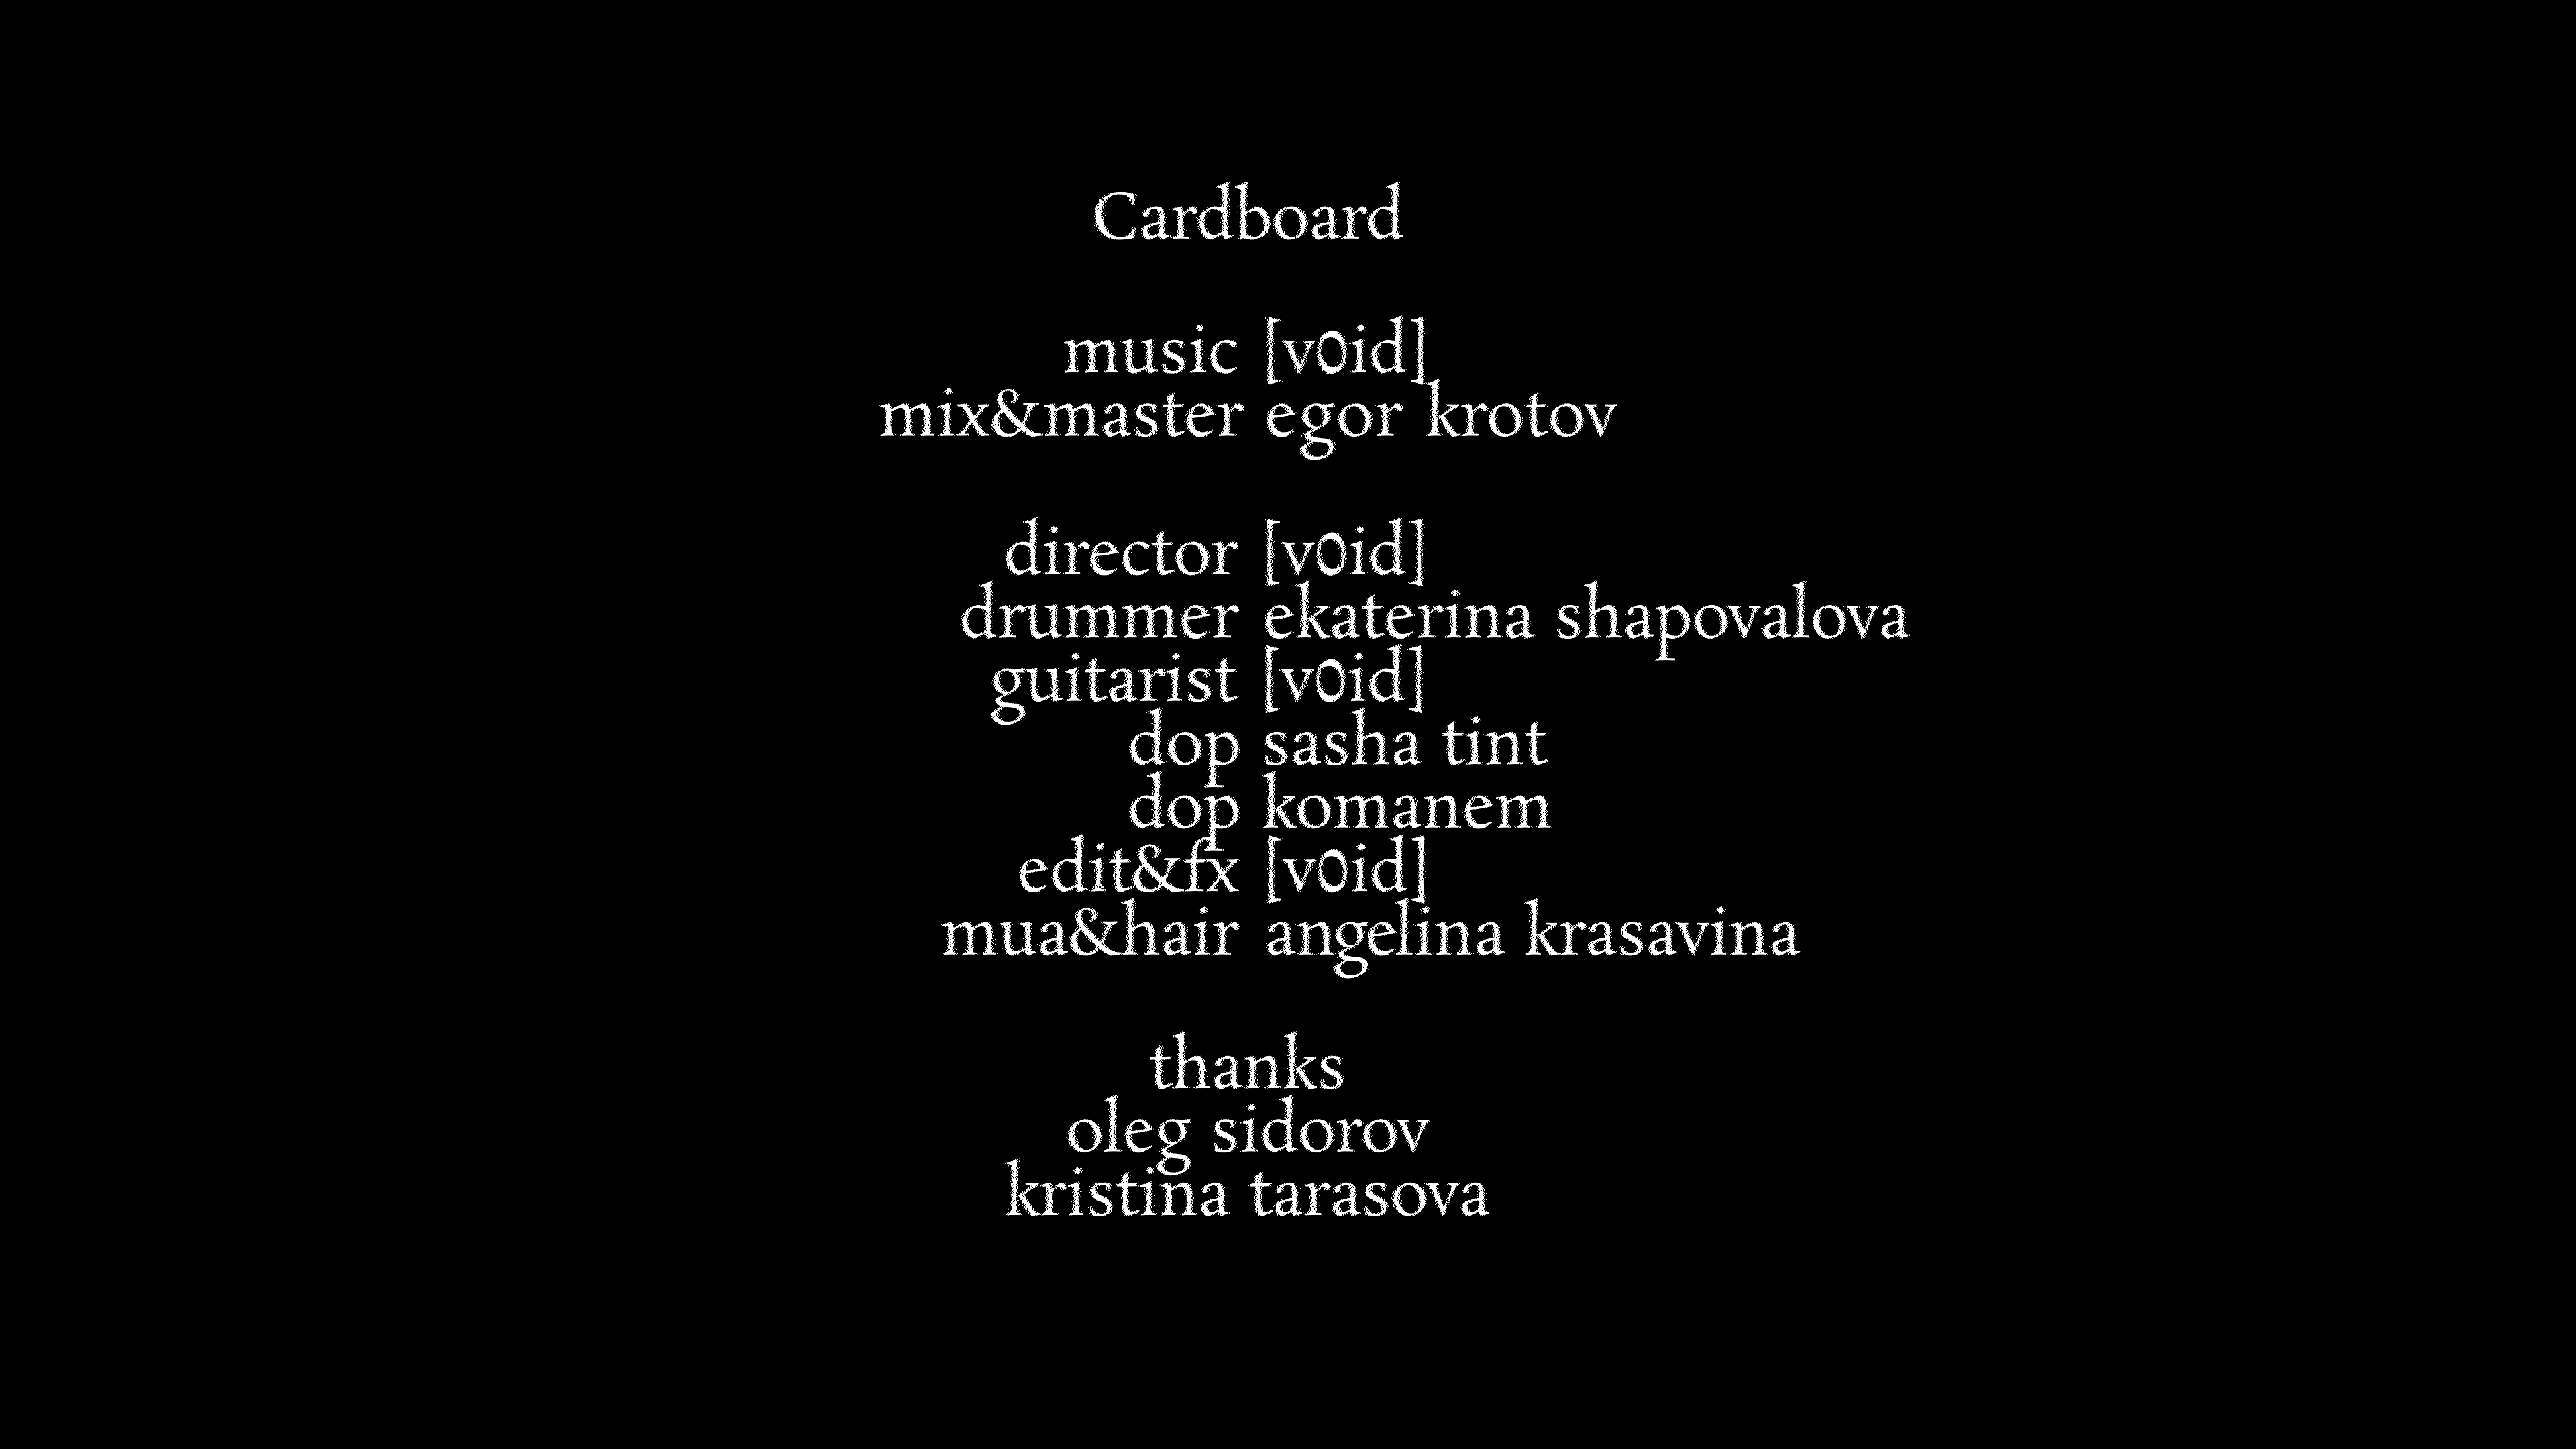 Cardboard
music [v0id]
mix&master egor krotov
director [v0id]
drummer ekaterina shapovalova
guitarist [v0id]
dop sasha tint
dop komanem
edit&fx [v0id]
mua&hair angelina krasavina
thanks
oleg sidorov
kristina tarasova